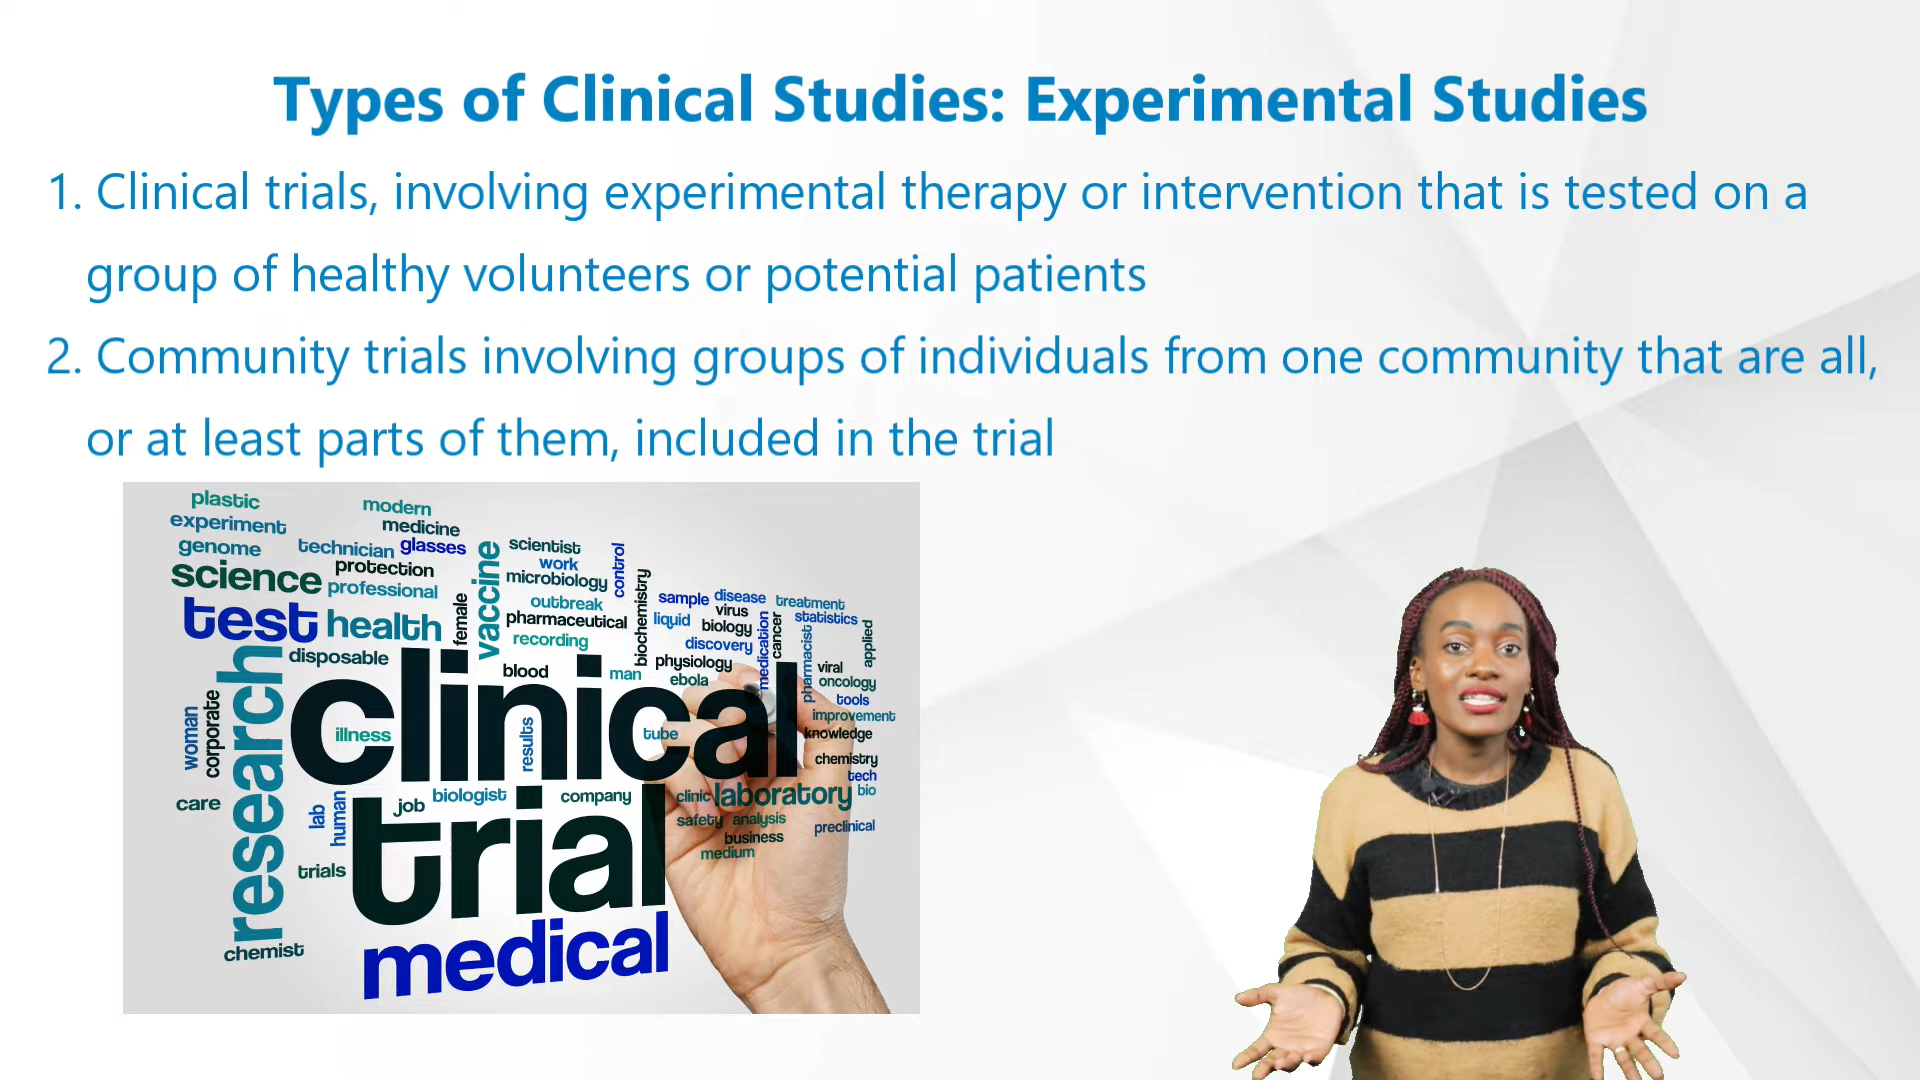 Types of Clinical Studies: Experimental Studies
1. Clinical trials, involving experimental therapy or intervention that is tested on a
group of healthy volunteers or potential patients
2. Community trials involving groups of individuals from one community that are all,
or at least parts of them, included in the trial
plastic
modern
experiment
medicine
genome
technician
glasses
scientist
control
science
protection
vaccine
work
professional
microbiology
biochemistry
test
health
female
outbreak
sample
disease
treatment
pharmaceutical
liquid
virus
statistics
recording
biology
medication
cancer
pharmacist
applied
discovery
disposable
research
blood
man
physiology
viral
ebola
oncology
clinical
tools
woman
corporate
illness
results
tube
improvement
knowledge
chemistry
tech
care
lab
human
job
biologist
company
clinic
laboratory
bio
trial
safety
analysis
preclinical
business
medium
trials
medical
chemist